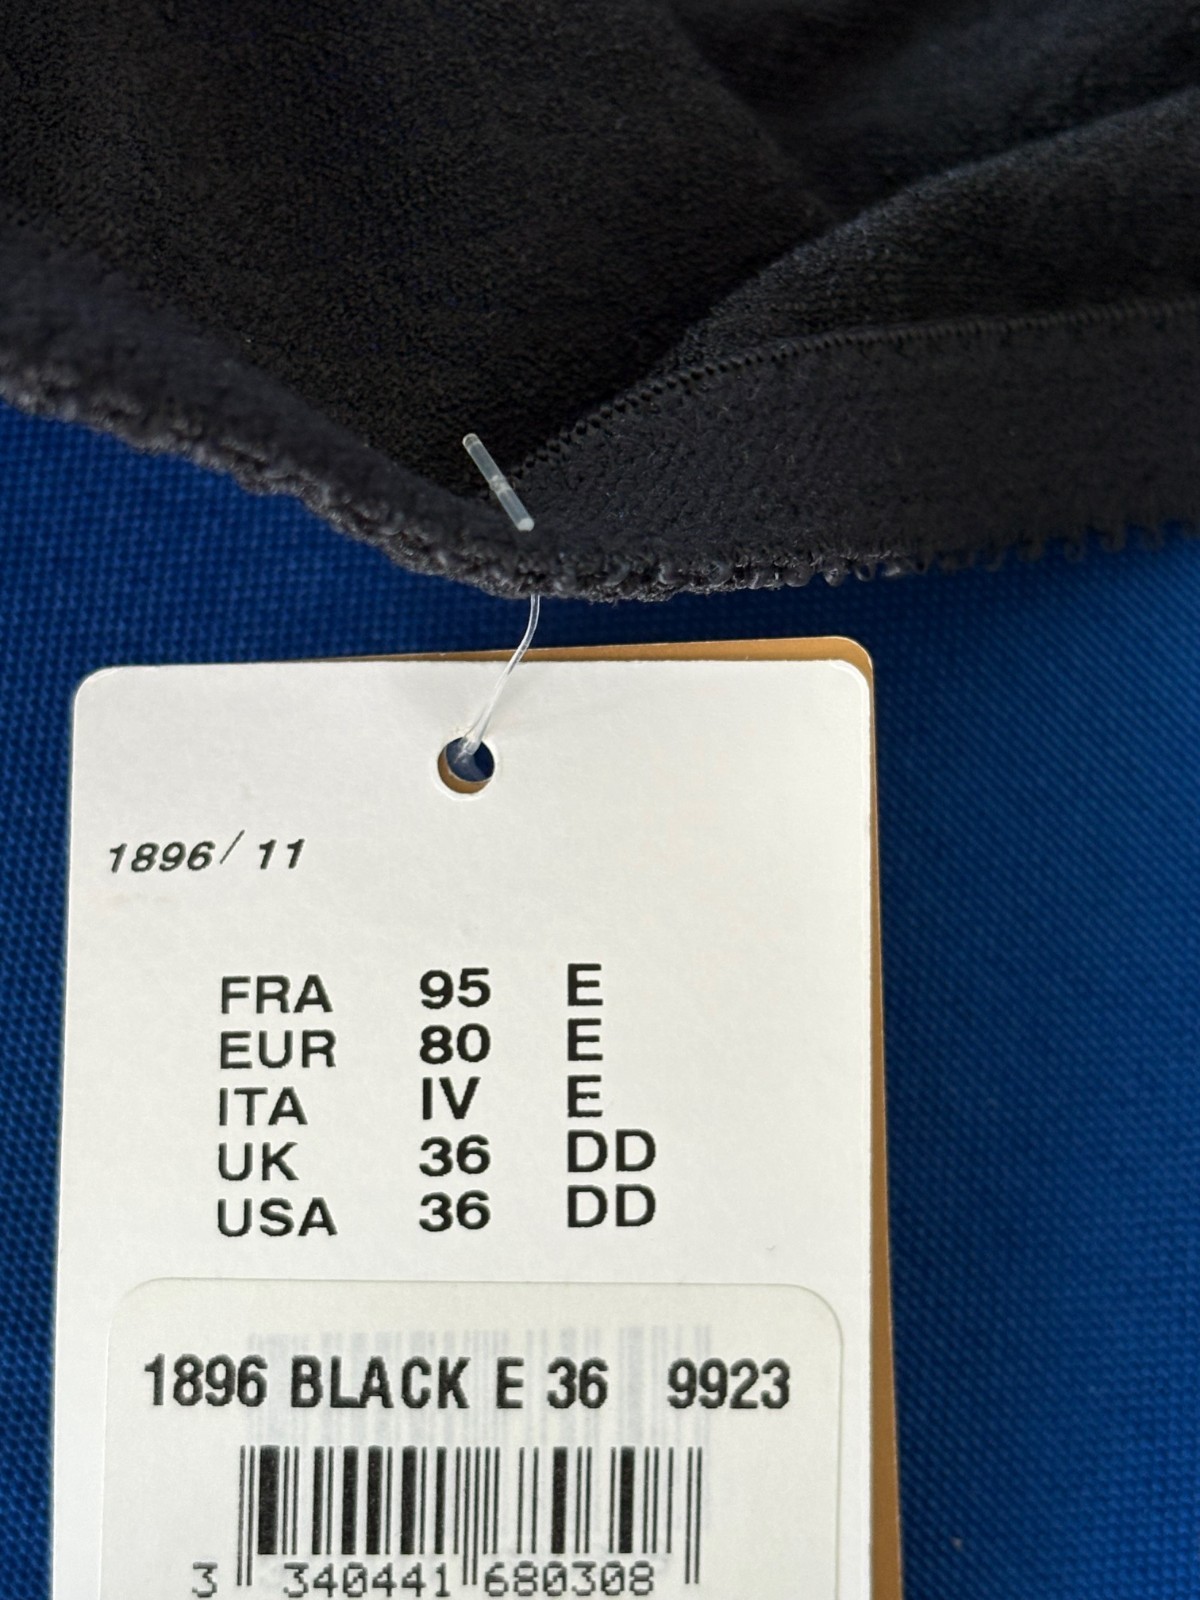 1896/ 11
FRA 95 E
EUR 80 E
ITA IV E
UK 36 DD
USA 36 DD
1896 BLACK E 36 9923
3 340441 680308